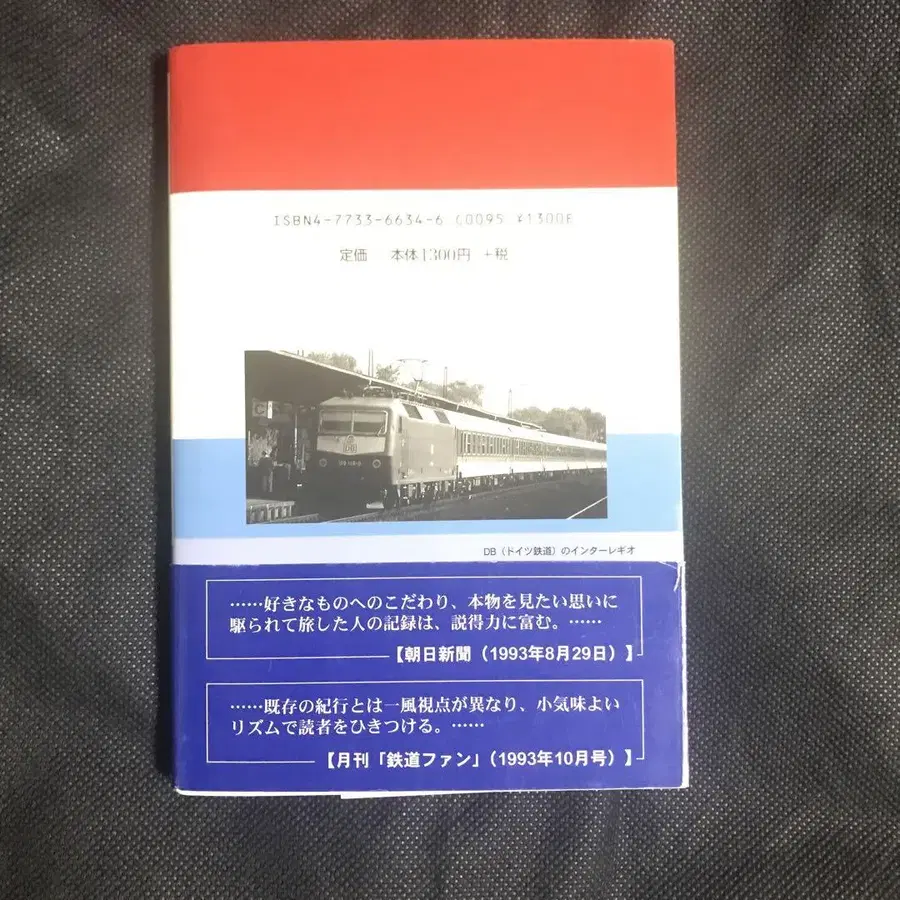 ISBN4-7733-6634-6 C0095 ¥1300E
定価　本体1300円　+税
C
DB（ドイツ鉄道）のインターレギオ
……好きなものへのこだわり、本物を見たい思いに
駆られて旅した人の記録は、説得力に富む。……
【朝日新聞（1993年8月29日）】
……既存の紀行とは一風視点が異なり、小気味よい
リズムで読者をひきつける。……
【月刊「鉄道ファン」（1993年10月号）】